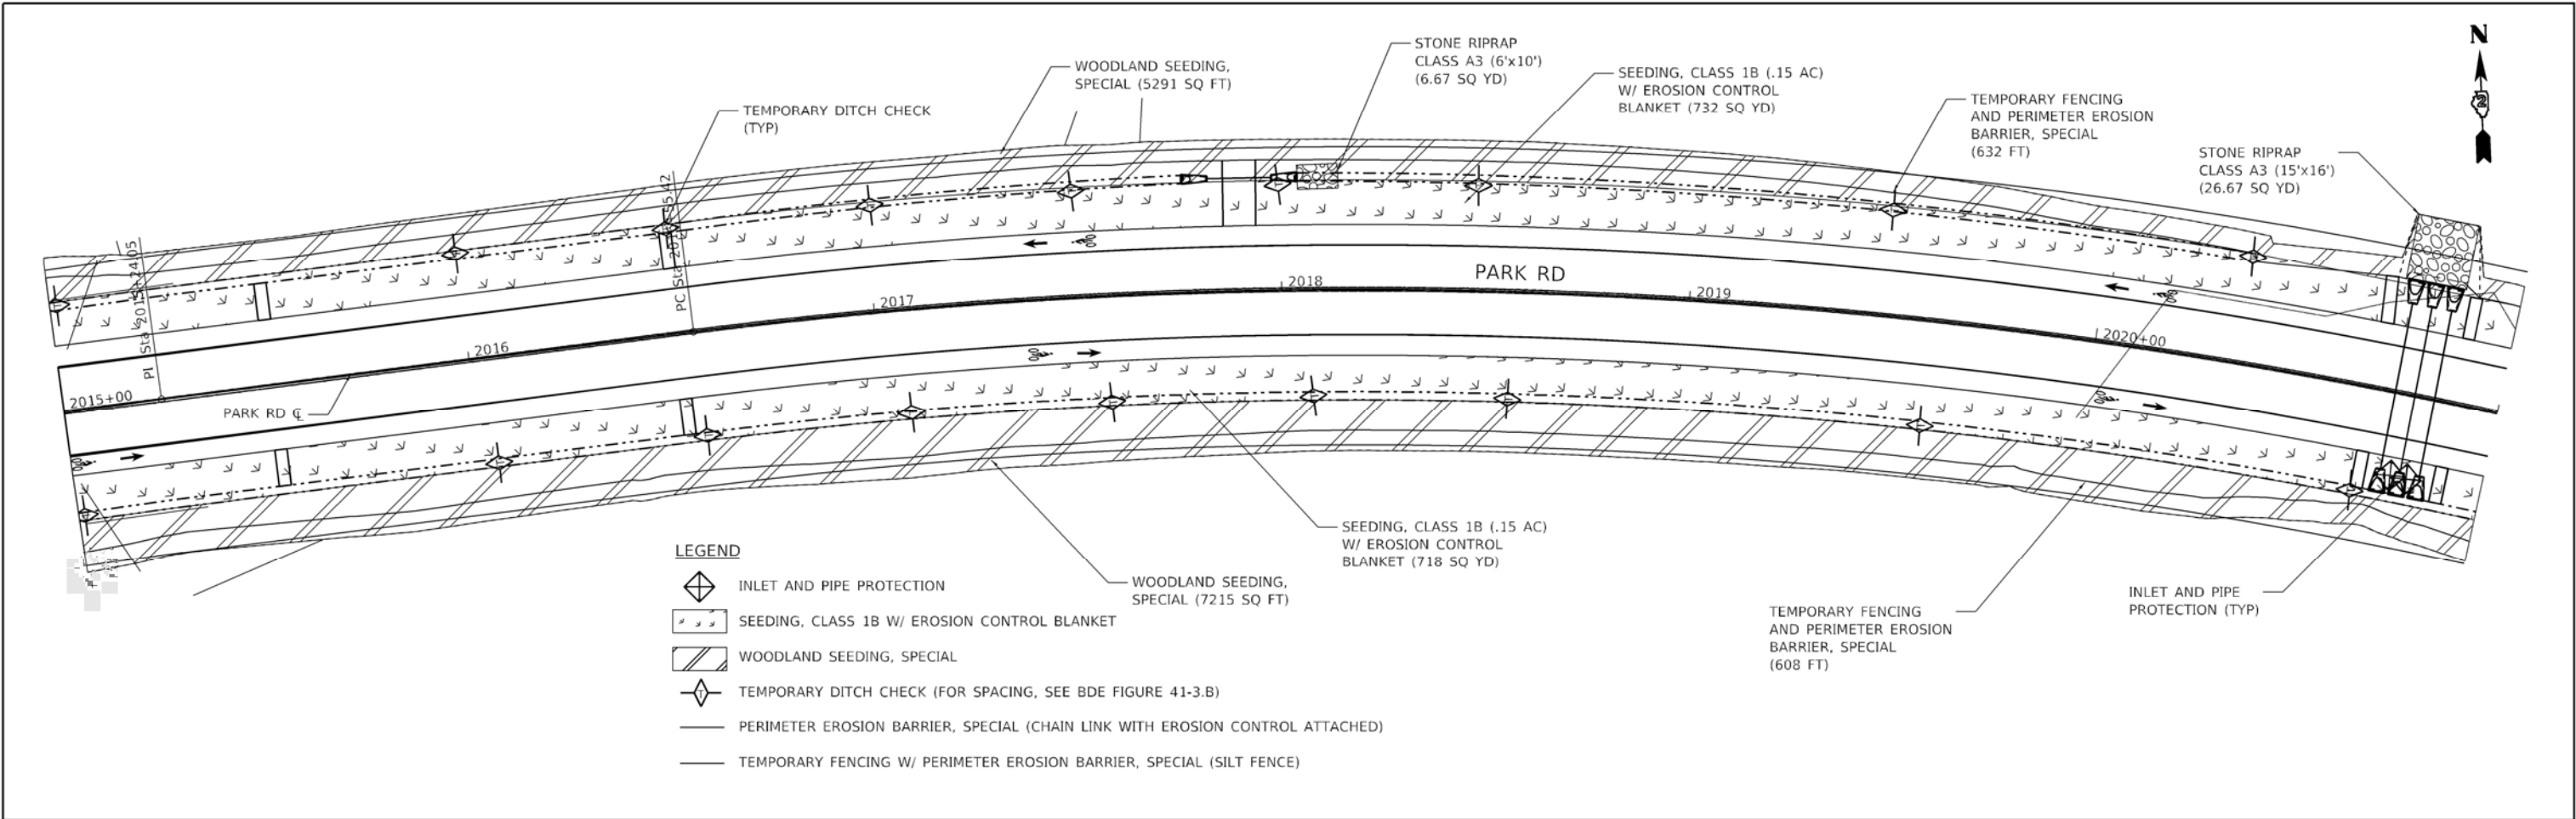 N
STONE RIPRAP
CLASS A3 (6'x10')
(6.67 SQ YD)
WOODLAND SEEDING,
SPECIAL (5291 SQ FT)
SEEDING, CLASS 1B (.15 AC)
W/ EROSION CONTROL
BLANKET (732 SQ YD)
TEMPORARY DITCH CHECK
(TYP)
TEMPORARY FENCING
AND PERIMETER EROSION
BARRIER, SPECIAL
(632 FT)
STONE RIPRAP
CLASS A3 (15'x16')
(26.67 SQ YD)
PI Sta 2015+24.05
PC Sta
PARK RD
2015+00
2016
2017
2018
2019
2020+00
PARK RD ℄
SEEDING, CLASS 1B (.15 AC)
W/ EROSION CONTROL
BLANKET (718 SQ YD)
WOODLAND SEEDING,
SPECIAL (7215 SQ FT)
TEMPORARY FENCING
AND PERIMETER EROSION
BARRIER, SPECIAL
(608 FT)
INLET AND PIPE
PROTECTION (TYP)
LEGEND
INLET AND PIPE PROTECTION
SEEDING, CLASS 1B W/ EROSION CONTROL BLANKET
WOODLAND SEEDING, SPECIAL
TEMPORARY DITCH CHECK (FOR SPACING, SEE BDE FIGURE 41-3.B)
PERIMETER EROSION BARRIER, SPECIAL (CHAIN LINK WITH EROSION CONTROL ATTACHED)
TEMPORARY FENCING W/ PERIMETER EROSION BARRIER, SPECIAL (SILT FENCE)